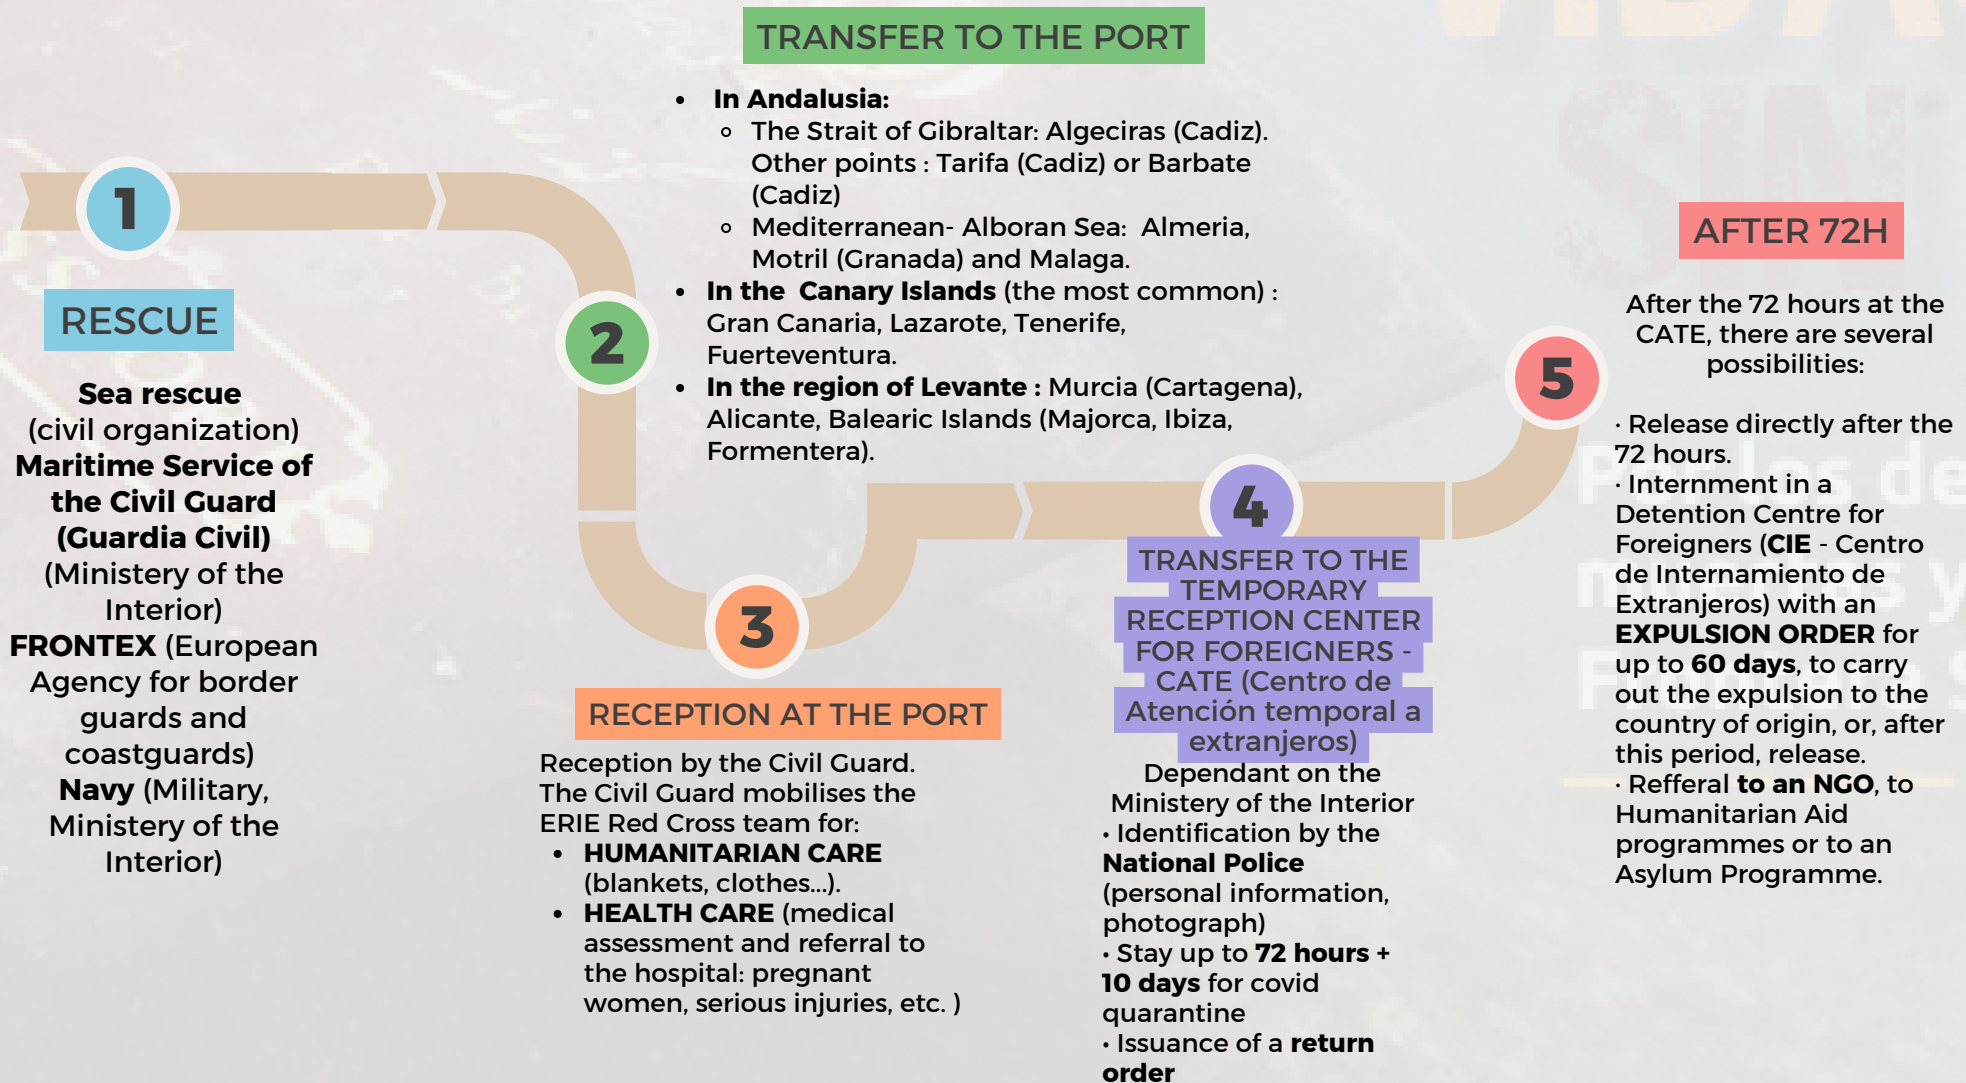 1
RESCUE
Sea rescue
(civil organization)
Maritime Service of
the Civil Guard
(Guardia Civil)
(Ministery of the
Interior)
FRONTEX (European
Agency for border
guards and
coastguards)
Navy (Military,
Ministery of the
Interior)
2
TRANSFER TO THE PORT
• In Andalusia:
◦ The Strait of Gibraltar: Algeciras (Cadiz).
Other points : Tarifa (Cadiz) or Barbate
(Cadiz)
◦ Mediterranean- Alboran Sea: Almeria,
Motril (Granada) and Malaga.
• In the Canary Islands (the most common) :
Gran Canaria, Lazarote, Tenerife,
Fuerteventura.
• In the region of Levante : Murcia (Cartagena),
Alicante, Balearic Islands (Majorca, Ibiza,
Formentera).
3
RECEPTION AT THE PORT
Reception by the Civil Guard.
The Civil Guard mobilises the
ERIE Red Cross team for:
• HUMANITARIAN CARE
(blankets, clothes...).
• HEALTH CARE (medical
assessment and referral to
the hospital: pregnant
women, serious injuries, etc. )
4
TRANSFER TO THE
TEMPORARY
RECEPTION CENTER
FOR FOREIGNERS -
CATE (Centro de
Atención temporal a
extranjeros)
Dependant on the
Ministery of the Interior
· Identification by the
National Police
(personal information,
photograph)
· Stay up to 72 hours +
10 days for covid
quarantine
· Issuance of a return
order
5
AFTER 72H
After the 72 hours at the
CATE, there are several
possibilities:
· Release directly after the
72 hours.
· Internment in a
Detention Centre for
Foreigners (CIE - Centro
de Internamiento de
Extranjeros) with an
EXPULSION ORDER for
up to 60 days, to carry
out the expulsion to the
country of origin, or, after
this period, release.
· Refferal to an NGO, to
Humanitarian Aid
programmes or to an
Asylum Programme.
SIN